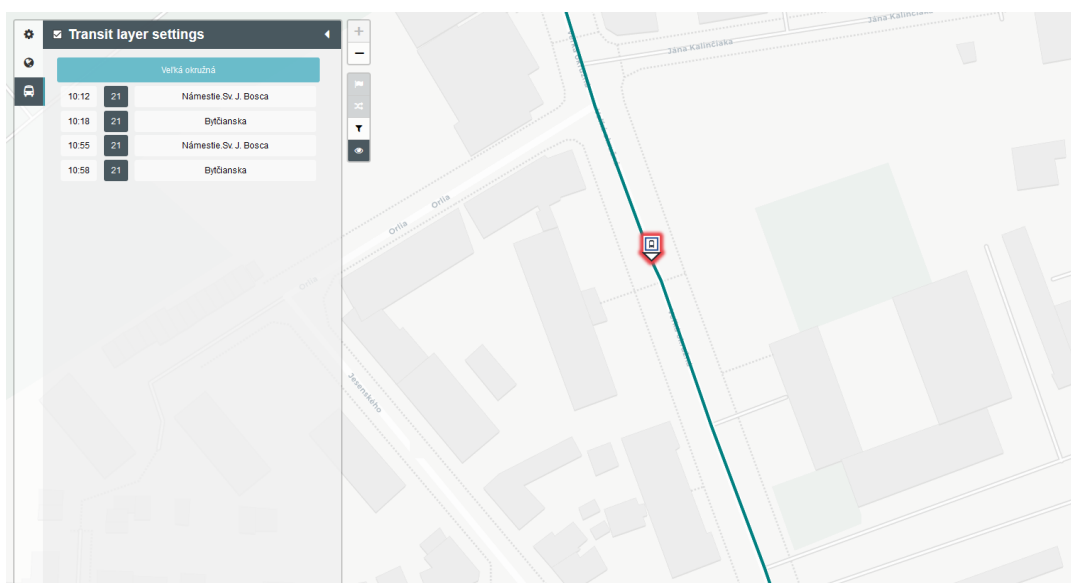 Transit layer settings
Veľká okružná
10:12 21 Námestie.Sv. J. Bosca
10:18 21 Bytčianska
10:55 21 Námestie.Sv. J. Bosca
10:58 21 Bytčianska
Jána Kalinčiaka
Jána Kalinčiaka
Orlia
Orlia
Orlia
Jesenského